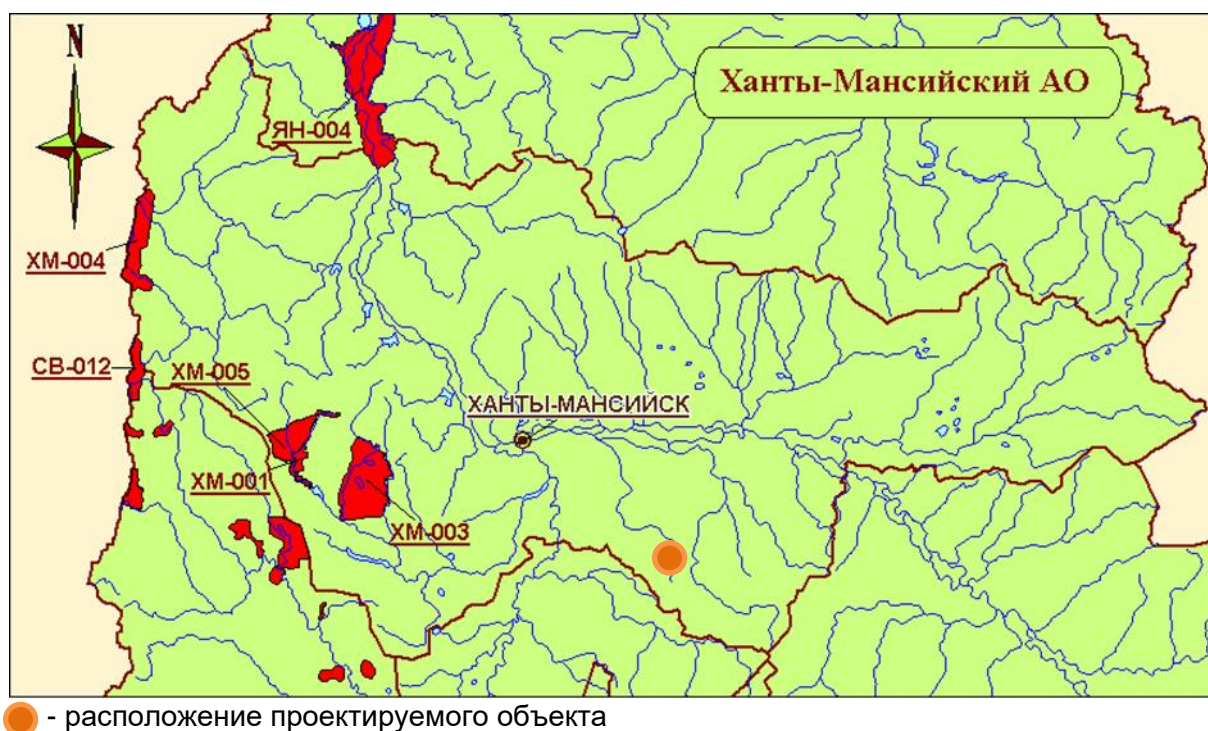 N
Ханты-Мансийский АО
ЯН-004
ХМ-004
СВ-012
ХМ-005
ХАНТЫ-МАНСИЙСК
ХМ-001
ХМ-003
- расположение проектируемого объекта